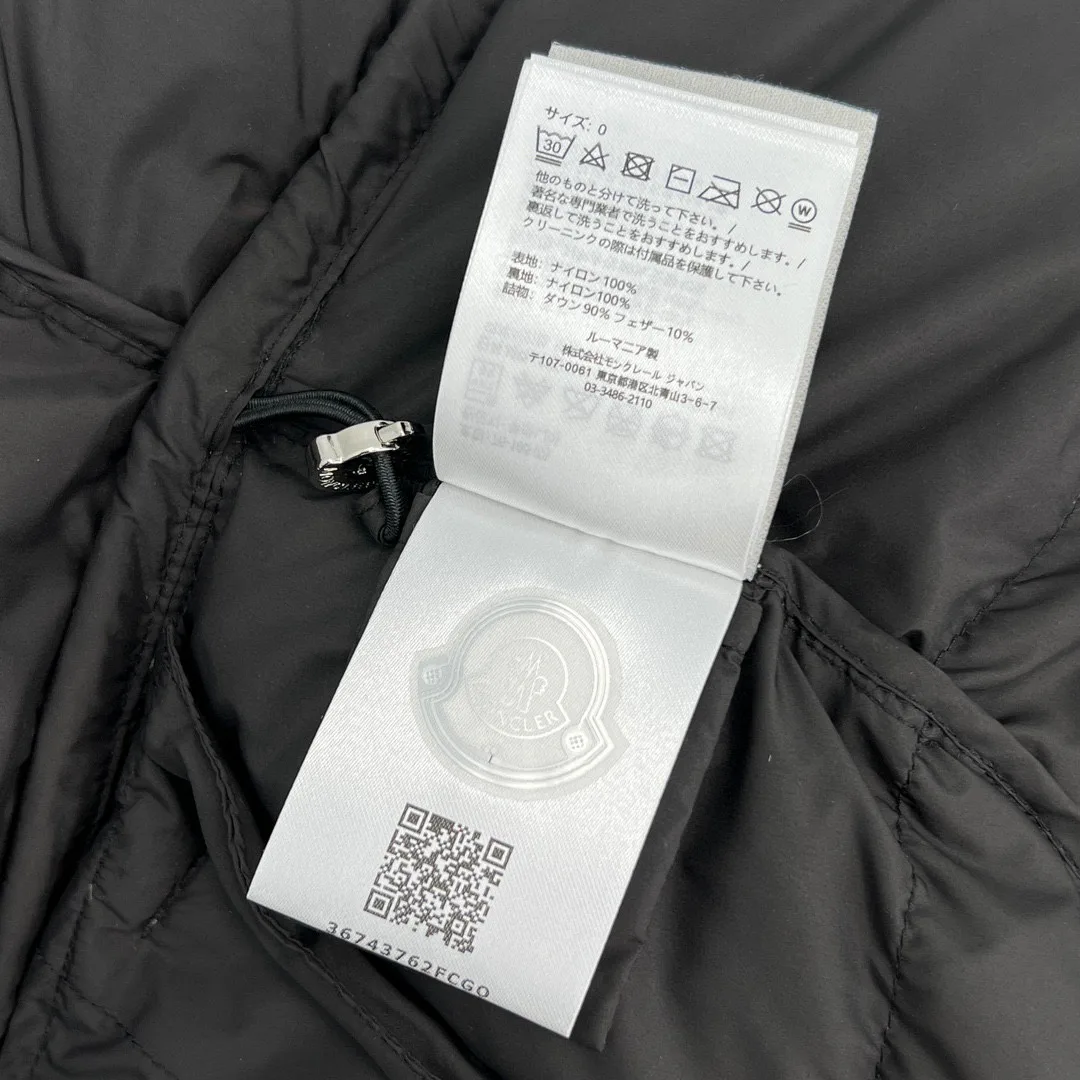 サイズ: 0
30
W
他のものと分けて洗って下さい。/
著名な専門業者で洗うことをおすすめします。/
裏返して洗うことをおすすめします。/
クリーニングの際は付属品を保護して下さい。
表地: ナイロン100%
裏地: ナイロン100%
詰物: ダウン90% フェザー10%
ルーマニア製
株式会社モンクレール ジャパン
〒107-0061 東京都港区北青山3-6-7
03-3486-2110
M
MONCLER
36743762FCGO